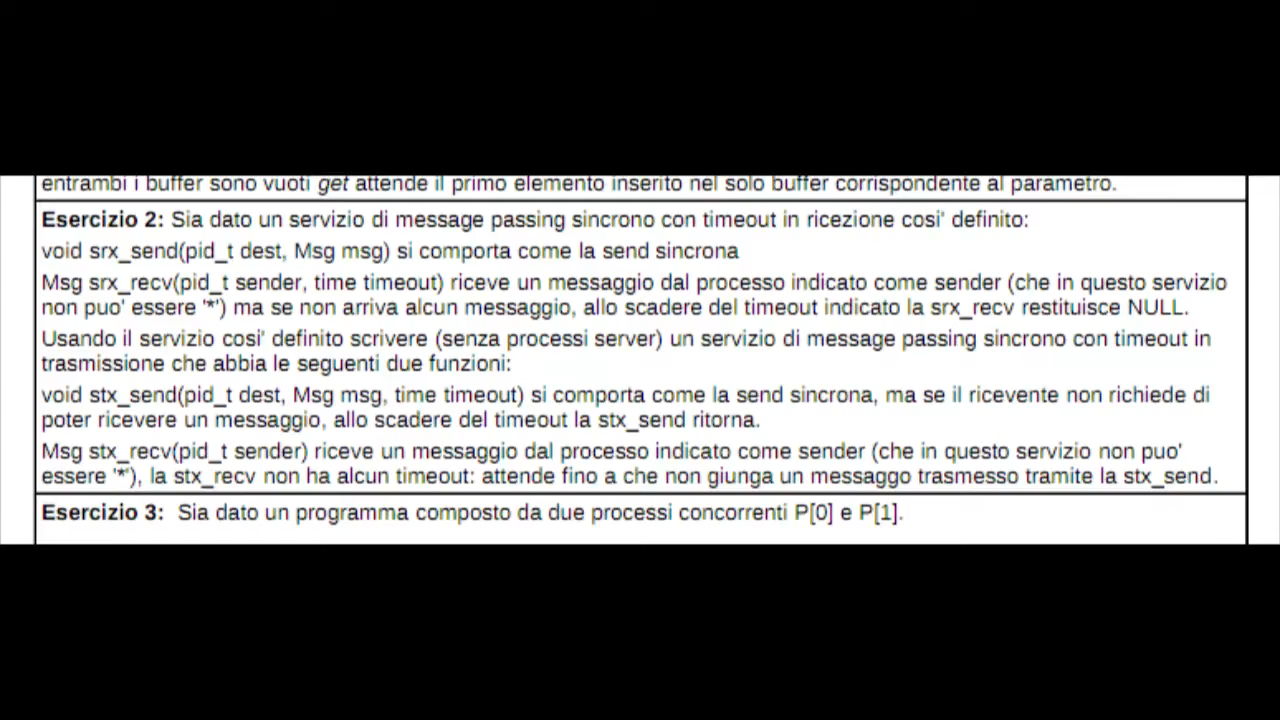 entrambi i buffer sono vuoti get attende il primo elemento inserito nel solo buffer corrispondente al parametro.
Esercizio 2: Sia dato un servizio di message passing sincrono con timeout in ricezione cosi' definito:
void srx_send(pid_t dest, Msg msg) si comporta come la send sincrona
Msg srx_recv(pid_t sender, time timeout) riceve un messaggio dal processo indicato come sender (che in questo servizio
non puo' essere '*') ma se non arriva alcun messaggio, allo scadere del timeout indicato la srx_recv restituisce NULL.
Usando il servizio cosi' definito scrivere (senza processi server) un servizio di message passing sincrono con timeout in
trasmissione che abbia le seguenti due funzioni:
void stx_send(pid_t dest, Msg msg, time timeout) si comporta come la send sincrona, ma se il ricevente non richiede di
poter ricevere un messaggio, allo scadere del timeout la stx_send ritorna.
Msg stx_recv(pid_t sender) riceve un messaggio dal processo indicato come sender (che in questo servizio non puo'
essere '*'), la stx_recv non ha alcun timeout: attende fino a che non giunga un messaggo trasmesso tramite la stx_send.
Esercizio 3: Sia dato un programma composto da due processi concorrenti P[0] e P[1].